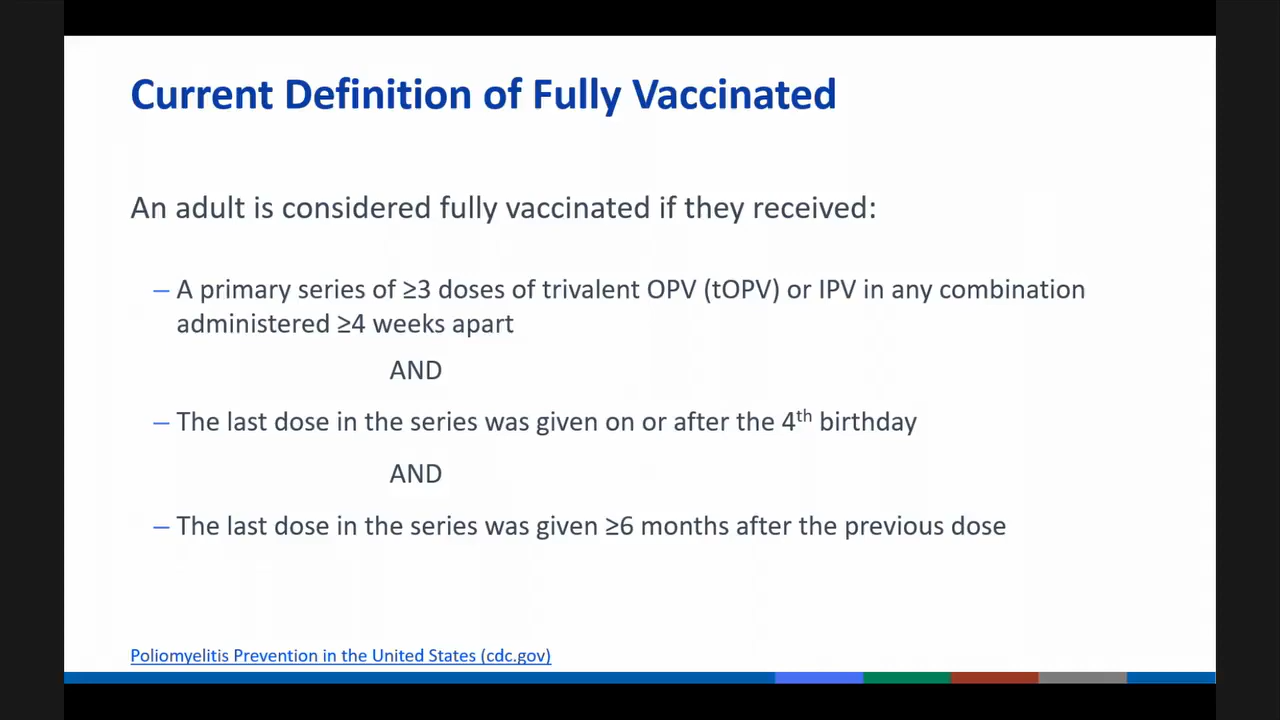 Current Definition of Fully Vaccinated
An adult is considered fully vaccinated if they received:
– A primary series of ≥3 doses of trivalent OPV (tOPV) or IPV in any combination
administered ≥4 weeks apart
AND
– The last dose in the series was given on or after the 4th birthday
AND
– The last dose in the series was given ≥6 months after the previous dose
Poliomyelitis Prevention in the United States (cdc.gov)